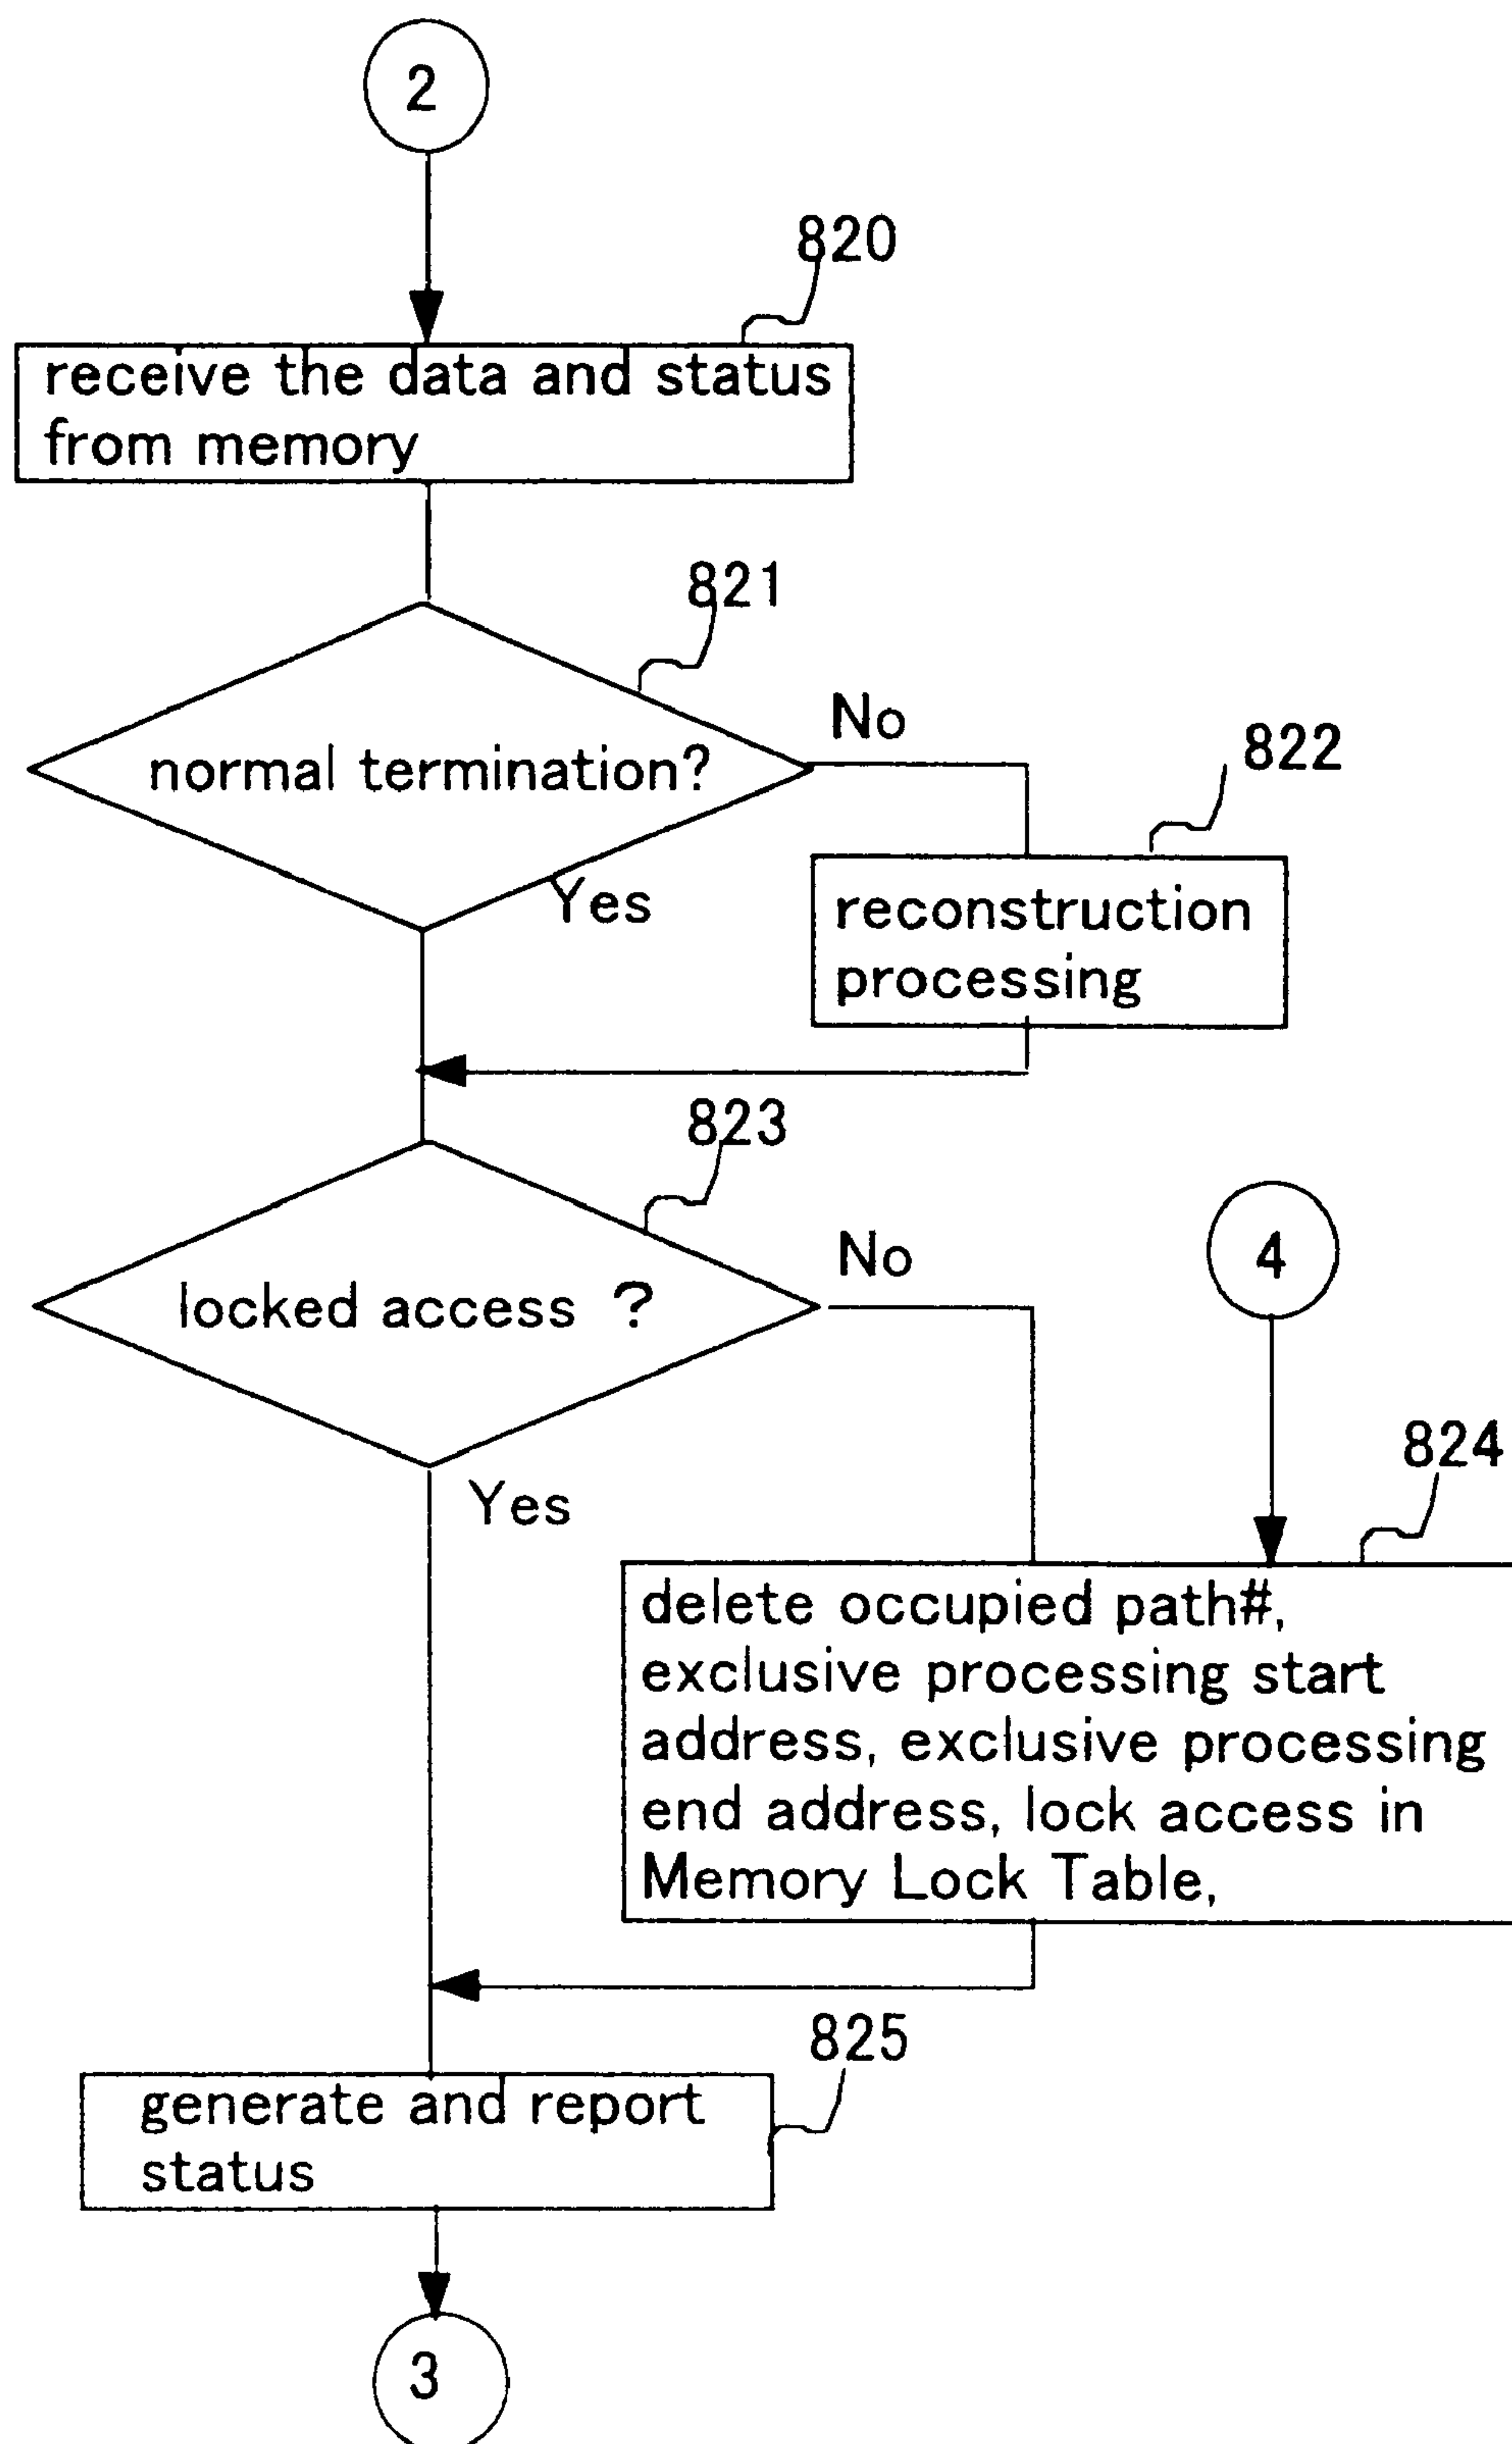 2
820
receive the data and status
from memory
821
normal termination?
No
Yes
822
reconstruction
processing
823
locked access ?
No
Yes
4
824
delete occupied path#,
exclusive processing start
address, exclusive processing
end address, lock access in
Memory Lock Table,
825
generate and report
status
3